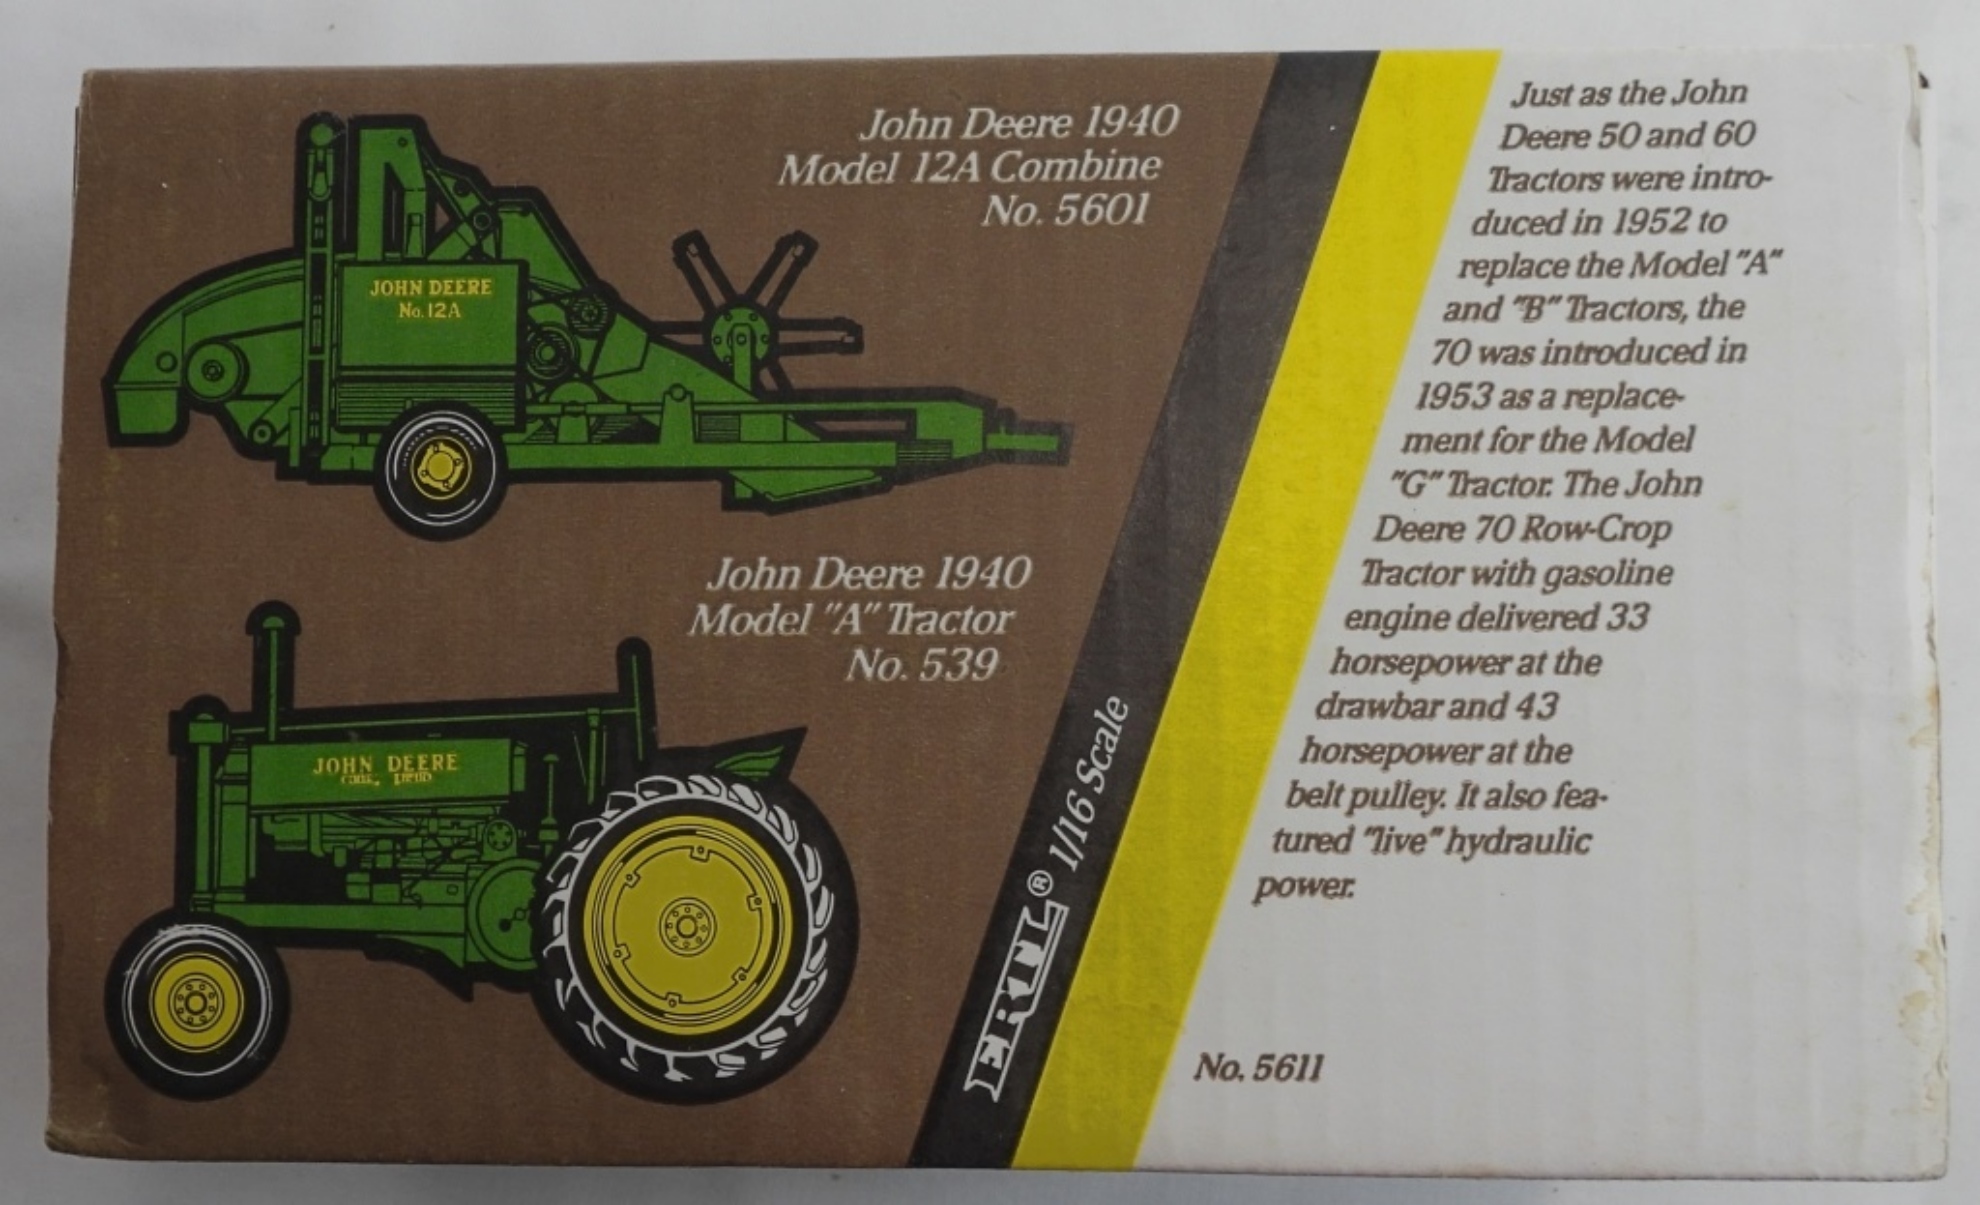 John Deere 1940
Model 12A Combine
No. 5601
JOHN DEERE
No. 12A
John Deere 1940
Model "A" Tractor
No. 539
JOHN DEERE
ERTL® 1/16 Scale
Just as the John
Deere 50 and 60
Tractors were intro-
duced in 1952 to
replace the Model "A"
and "B" Tractors, the
70 was introduced in
1953 as a replace-
ment for the Model
"G" Tractor. The John
Deere 70 Row-Crop
Tractor with gasoline
engine delivered 33
horsepower at the
drawbar and 43
horsepower at the
belt pulley. It also fea-
tured "live" hydraulic
power.
No. 5611